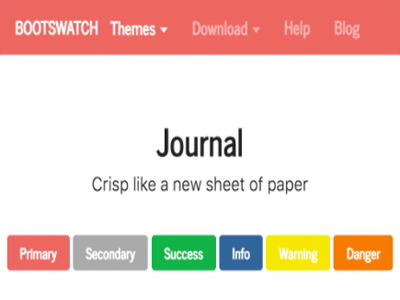 BOOTSWATCH Themes Download Help Blog
Journal
Crisp like a new sheet of paper
Primary Secondary Success Info Warning Danger